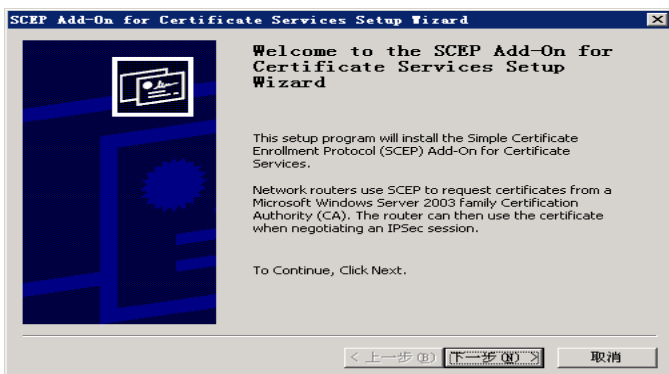 SCEP Add-On for Certificate Services Setup Wizard
Welcome to the SCEP Add-On for
Certificate Services Setup
Wizard
This setup program will install the Simple Certificate
Enrollment Protocol (SCEP) Add-On for Certificate
Services.
Network routers use SCEP to request certificates from a
Microsoft Windows Server 2003 family Certification
Authority (CA). The router can then use the certificate
when negotiating an IPSec session.
To Continue, Click Next.
< 上一步(B) 下一步(N) > 取消